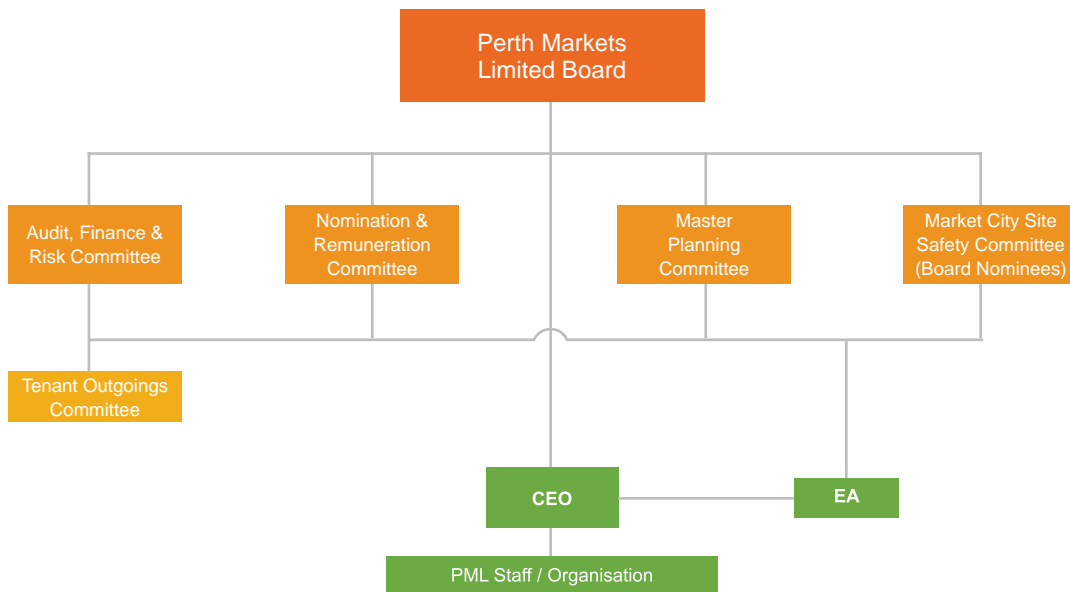 Perth Markets
Limited Board
Audit, Finance &
Risk Committee
Nomination &
Remuneration
Committee
Master
Planning
Committee
Market City Site
Safety Committee
(Board Nominees)
Tenant Outgoings
Committee
CEO
EA
PML Staff / Organisation